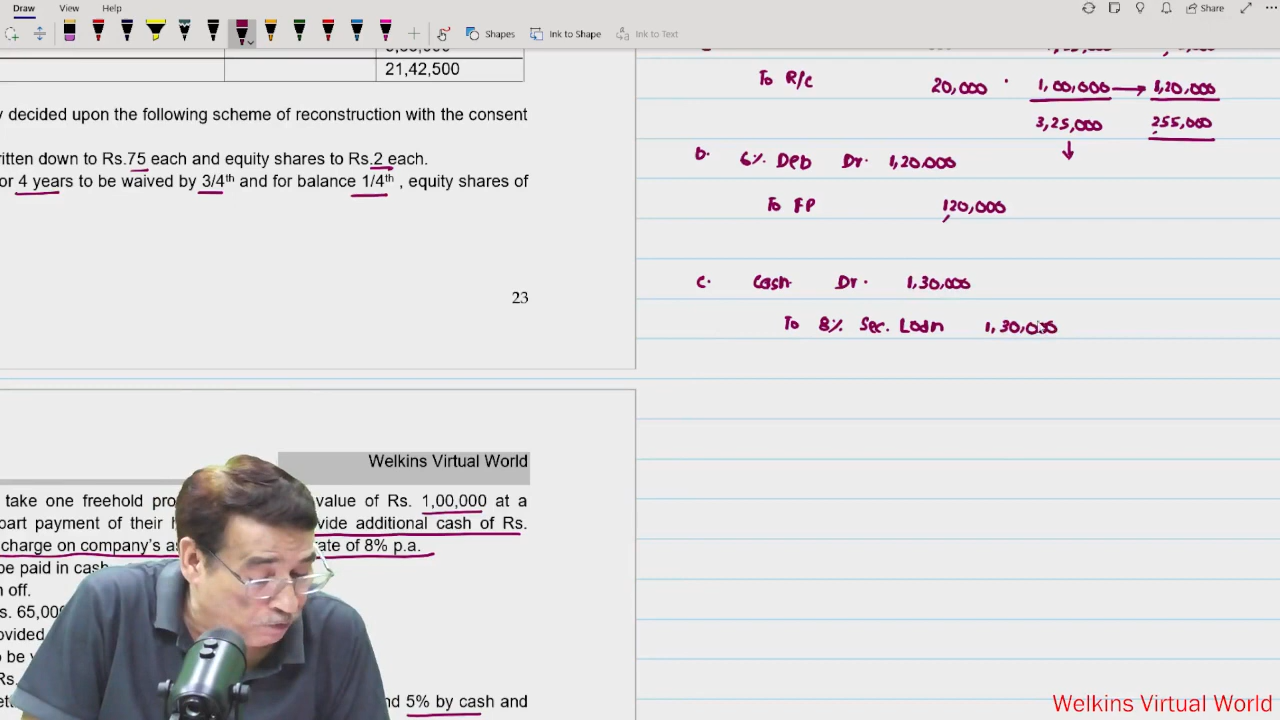 Draw View Help
Share
Shapes Ink to Shape Ink to Text
21,42,500
y decided upon the following scheme of reconstruction with the consent
ritten down to Rs.75 each and equity shares to Rs.2 each.
or 4 years to be waived by 3/4th and for balance 1/4th , equity shares of
23
Welkins Virtual World
take one freehold pro value of Rs. 1,00,000 at a
part payment of their vide additional cash of Rs.
charge on company's as rate of 8% p.a.
be paid in cash
n off.
s. 65,000
ovided
to be
Rs.
nd 5% by cash and
To R/C 20,000 1,00,000 → 1,20,000
3,25,000 255,000
b. 6% Deb Dr. 1,20,000
To FP 120,000
c. Cash Dr. 1,30,000
To 8% Sec. Loan 1,30,000
Welkins Virtual World